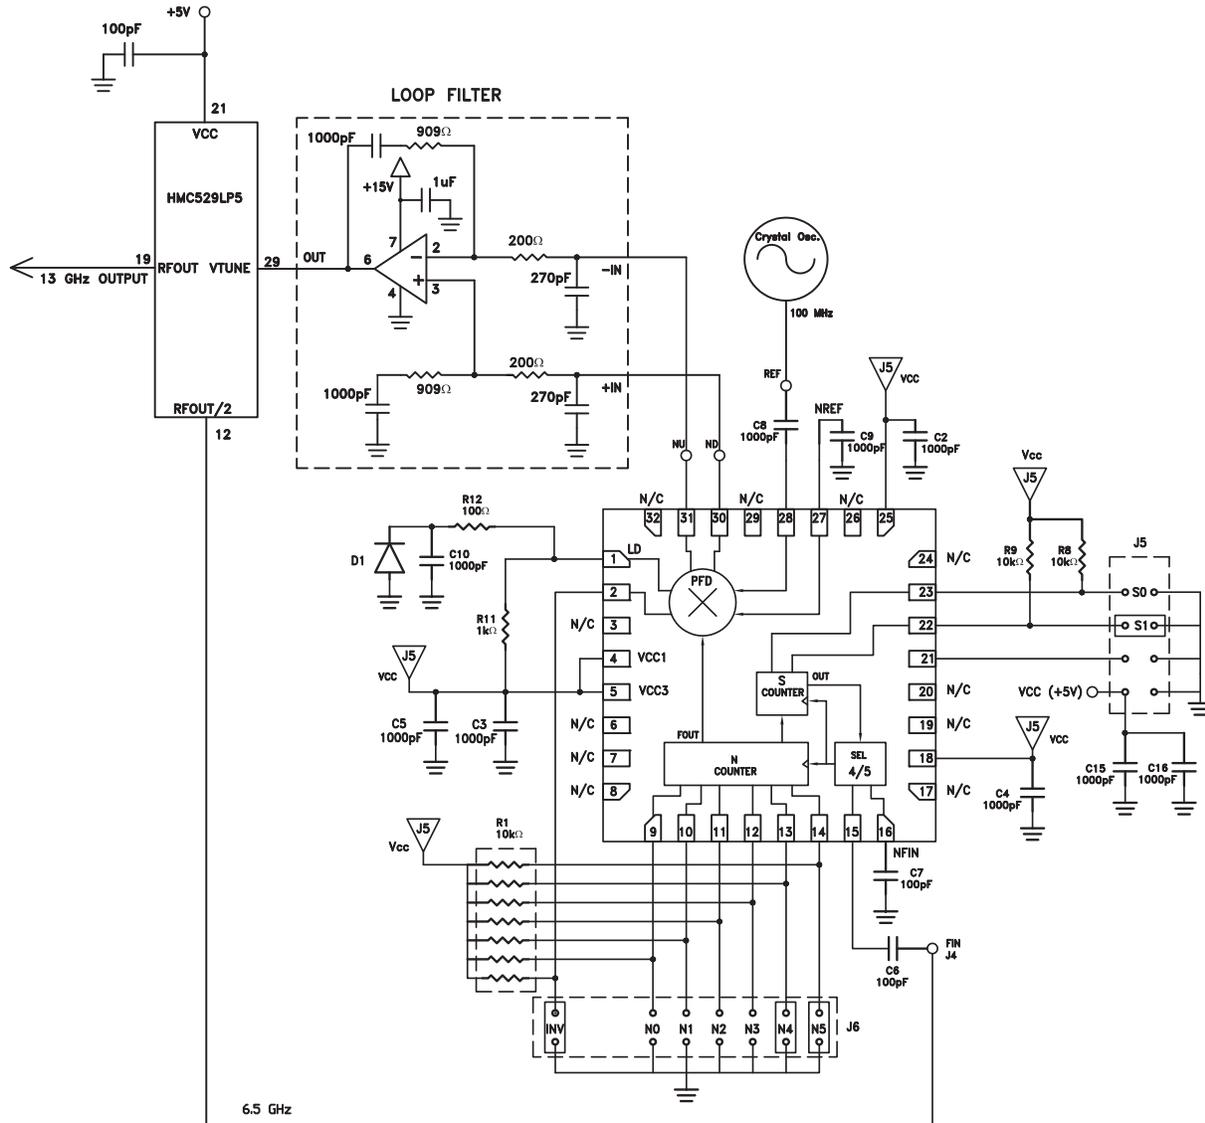 +5V
100pF
21
VCC
HMC529LP5
19
RFOUT VTUNE
29
13 GHz OUTPUT
RFOUT/2
12
LOOP FILTER
1000pF
909Ω
+15V
1uF
7
2
OUT
6
−
+
4
3
200Ω
270pF
−IN
200Ω
+IN
909Ω
1000pF
270pF
Crystal Osc.
100 MHz
REF
J5
VCC
C8
1000pF
NREF
C9
1000pF
C2
1000pF
NU
ND
N/C
32
31
30
N/C
29
28
27
N/C
26
25
Vcc
J5
R9
10kΩ
R8
10kΩ
J5
R12
100Ω
D1
C10
1000pF
R11
1kΩ
1
LD
2
N/C
3
4
VCC1
5
VCC3
N/C
6
N/C
7
N/C
8
J5
VCC
C5
1000pF
C3
1000pF
PFD
24
N/C
23
22
21
20
N/C
19
N/C
18
17
N/C
S0
S1
VCC (+5V)
J5
VCC
C15
1000pF
C16
1000pF
C4
1000pF
S
COUNTER
OUT
FOUT
N
COUNTER
SEL
4/5
9
10
11
12
13
14
15
16
NFIN
C7
100pF
R1
10kΩ
J5
Vcc
C6
100pF
FIN
J4
INV
N0
N1
N2
N3
N4
N5
J6
6.5 GHz